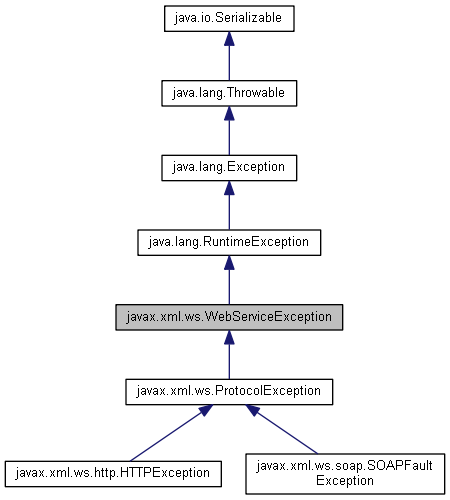 java.io.Serializable
java.lang.Throwable
java.lang.Exception
java.lang.RuntimeException
javax.xml.ws.WebServiceException
javax.xml.ws.ProtocolException
javax.xml.ws.http.HTTPException
javax.xml.ws.soap.SOAPFault
Exception